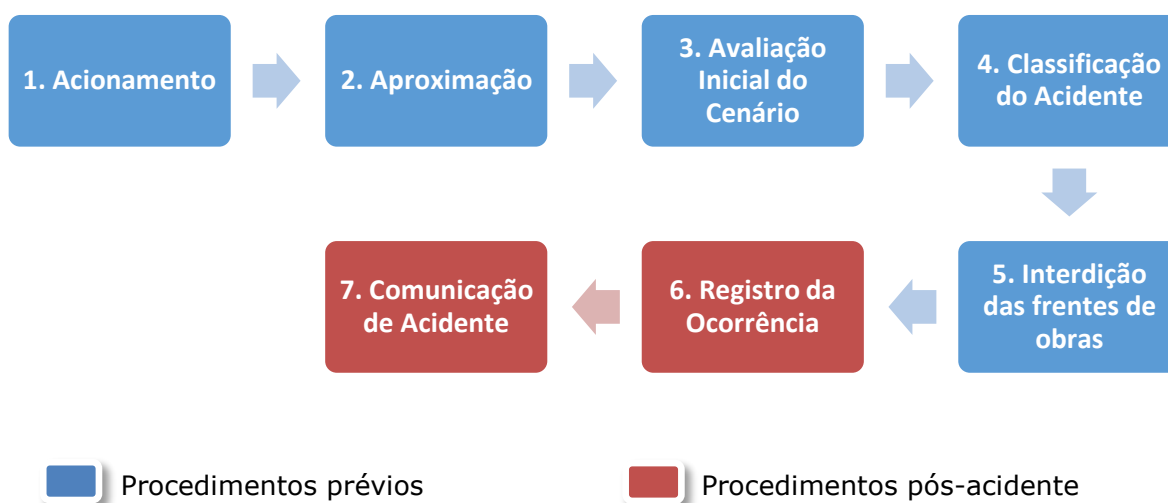 1. Acionamento
2. Aproximação
3. Avaliação
Inicial do
Cenário
4. Classificação
do Acidente
5. Interdição
das frentes de
obras
6. Registro da
Ocorrência
7. Comunicação
de Acidente
Procedimentos prévios
Procedimentos pós-acidente